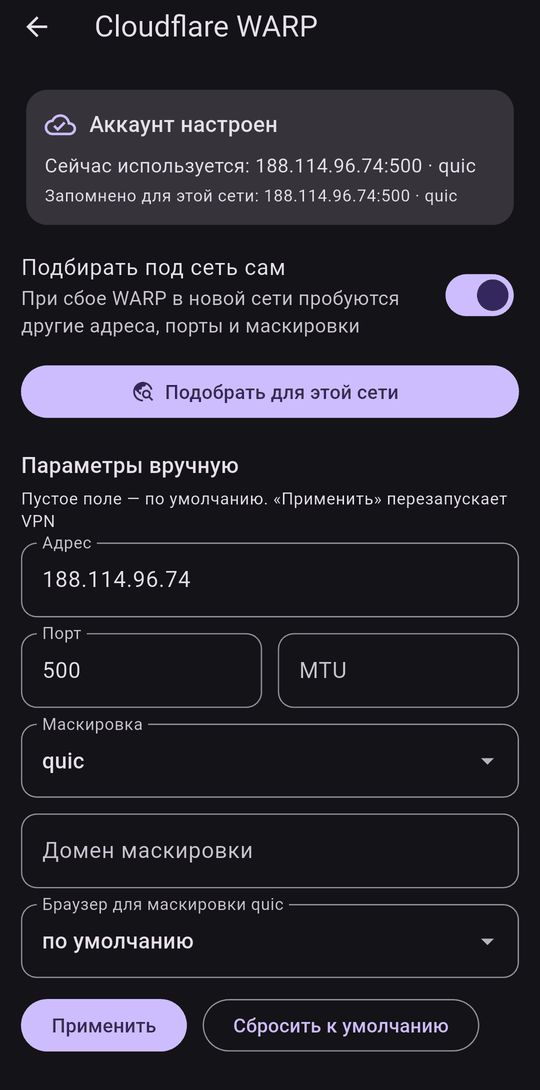 Cloudflare WARP
Аккаунт настроен
Сейчас используется: 188.114.96.74:500 · quic
Запомнено для этой сети: 188.114.96.74:500 · quic
Подбирать под сеть сам
При сбое WARP в новой сети пробуются
другие адреса, порты и маскировки
Подобрать для этой сети
Параметры вручную
Пустое поле — по умолчанию. «Применить» перезапускает
VPN
Адрес
188.114.96.74
Порт
500
MTU
Маскировка
quic
Домен маскировки
Браузер для маскировки quic
по умолчанию
Применить
Сбросить к умолчанию